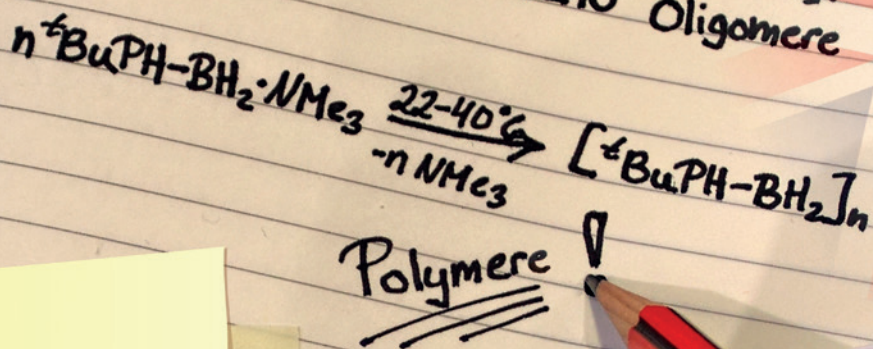 Oligomere
n ᵗBuPH–BH₂·NMe₃ 22–40°C [ᵗBuPH–BH₂]ₙ
-n NMe₃
Polymere !